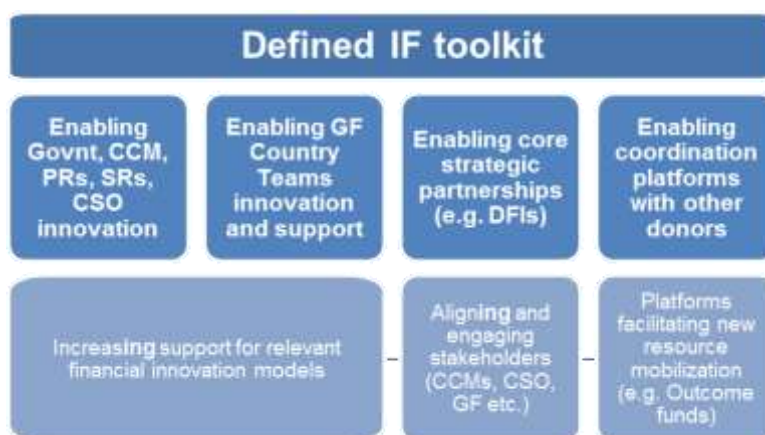 Defined IF toolkit
Enabling
Govnt, CCM,
PRs, SRs,
CSO
innovation
Enabling GF
Country
Teams
innovation
and support
Enabling core
strategic
partnerships
(e.g. DFIs)
Enabling
coordination
platforms
with other
donors
Increasing support for relevant
financial innovation models
–
Aligning and
engaging
stakeholders
(CCMs, CSO,
GF etc.)
–
Platforms
facilitating new
resource
mobilization
(e.g. Outcome
funds)